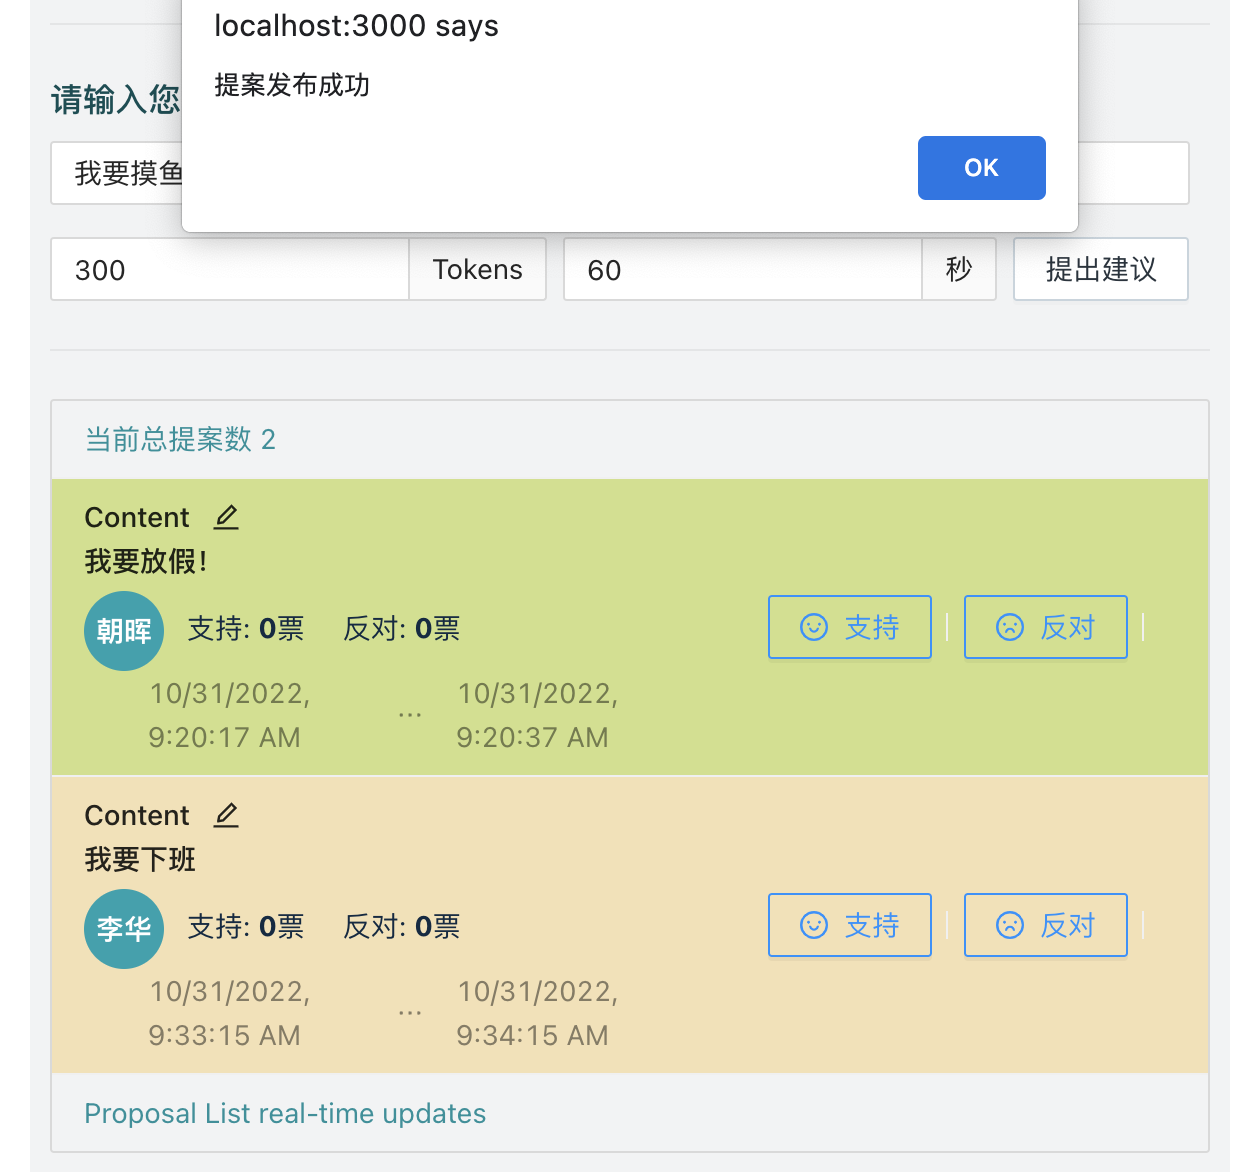 localhost:3000 says
提案发布成功
OK
请输入您
我要摸鱼
300 Tokens 60 秒 提出建议
当前总提案数 2
Content
我要放假！
朝晖 支持: 0票 反对: 0票 支持 反对
10/31/2022, 9:20:17 AM ... 10/31/2022, 9:20:37 AM
Content
我要下班
李华 支持: 0票 反对: 0票 支持 反对
10/31/2022, 9:33:15 AM ... 10/31/2022, 9:34:15 AM
Proposal List real-time updates